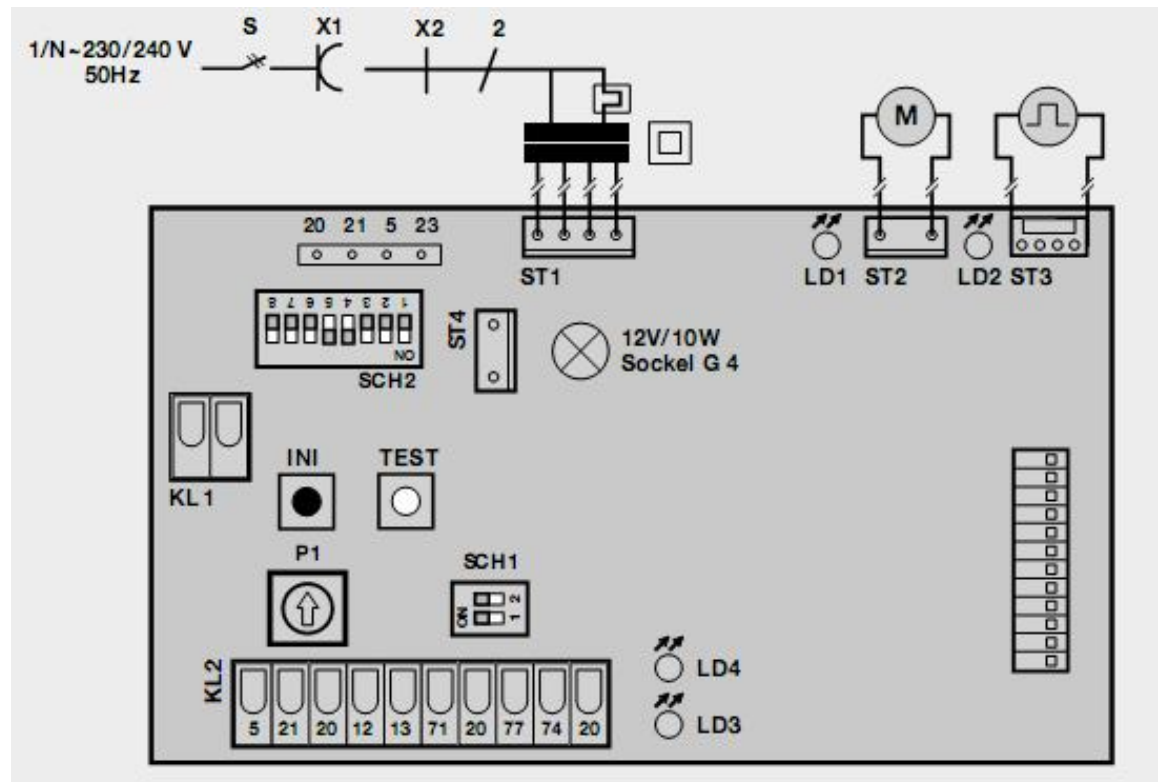 S X1 X2 2
1/N~230/240 V
50Hz
M
20 21 5 23
ST1 LD1 ST2 LD2 ST3
8 7 6 5 4 3 2 1
ON
SCH2
ST4
12V/10W
Sockel G 4
KL1
INI TEST
P1
SCH1
ON
2
1
KL2
5 21 20 12 13 71 20 77 74 20
LD4
LD3